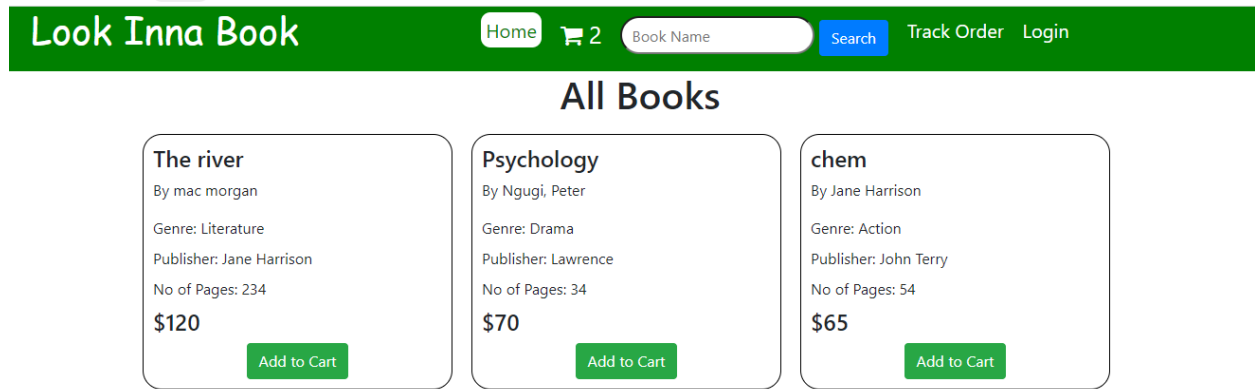 Look Inna Book
Home 2 Book Name Search Track Order Login
All Books
The river
By mac morgan
Genre: Literature
Publisher: Jane Harrison
No of Pages: 234
$120
Add to Cart
Psychology
By Ngugi, Peter
Genre: Drama
Publisher: Lawrence
No of Pages: 34
$70
Add to Cart
chem
By Jane Harrison
Genre: Action
Publisher: John Terry
No of Pages: 54
$65
Add to Cart